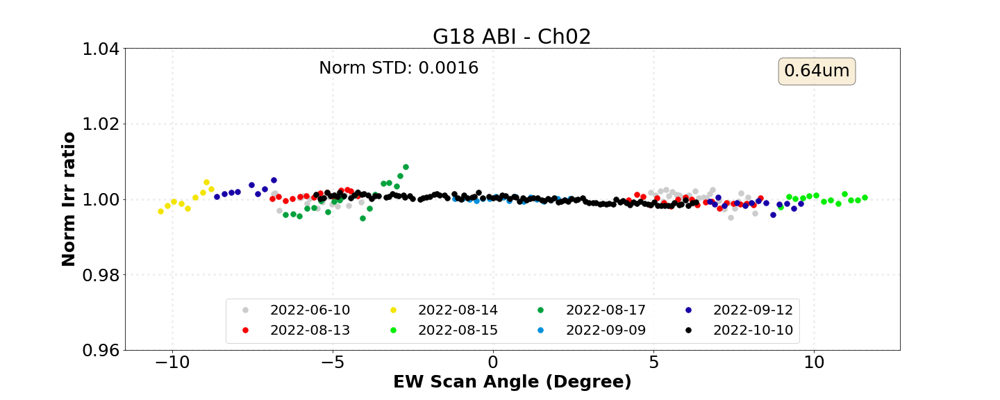 G18 ABI - Ch02
Norm STD: 0.0016
0.64um
Norm Irr ratio
1.04
1.02
1.00
0.98
0.96
2022-06-10 2022-08-14 2022-08-17 2022-09-12
2022-08-13 2022-08-15 2022-09-09 2022-10-10
−10 −5 0 5 10
EW Scan Angle (Degree)